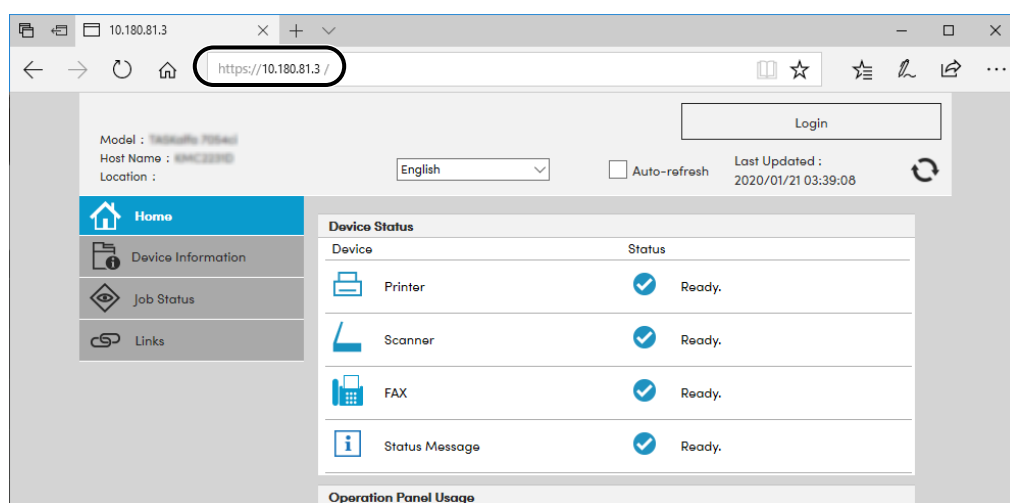 10.180.81.3
https://10.180.81.3 /
Login
Model :
Host Name :
Location :
English
Auto-refresh
Last Updated :
2020/01/21 03:39:08
Home
Device Information
Job Status
Links
Device Status
Device Status
Printer Ready.
Scanner Ready.
FAX Ready.
Status Message Ready.
Operation Panel Usage